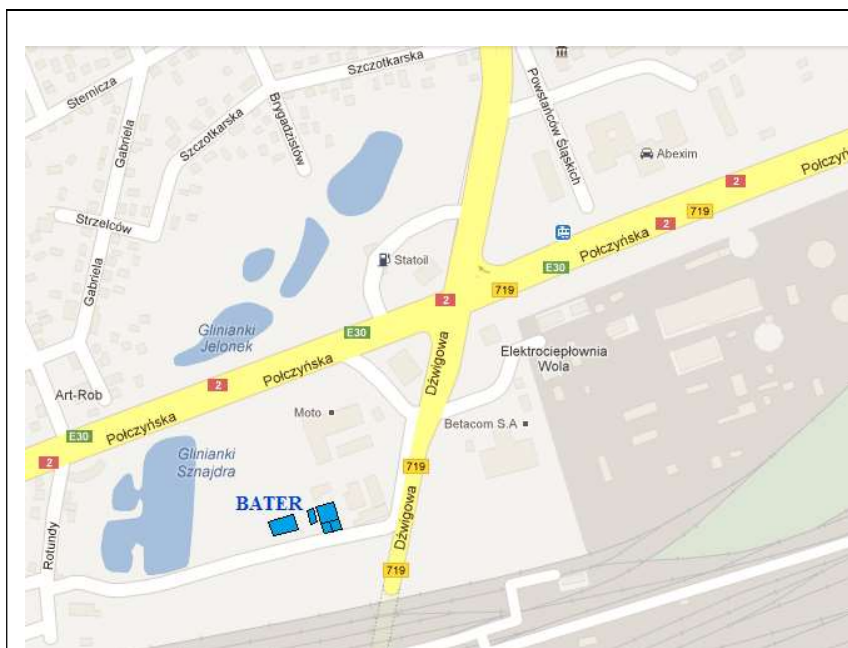 Szczotkarska
Sternicza
Brygadzistów
Gabriela
Szczotkarska
Powstańców Śląskich
Abexim
Połczyńska
2
719
2
Strzelców
Połczyńska
E30
Statoil
719
2
Gabriela
Glinianki
Jelonek
E30
Dźwigowa
Elektrociepłownia
Wola
Połczyńska
2
Art-Rob
Moto
Betacom S.A
Połczyńska
E30
2
Glinianki
Sznajdra
719
BATER
Dźwigowa
Rotundy
719